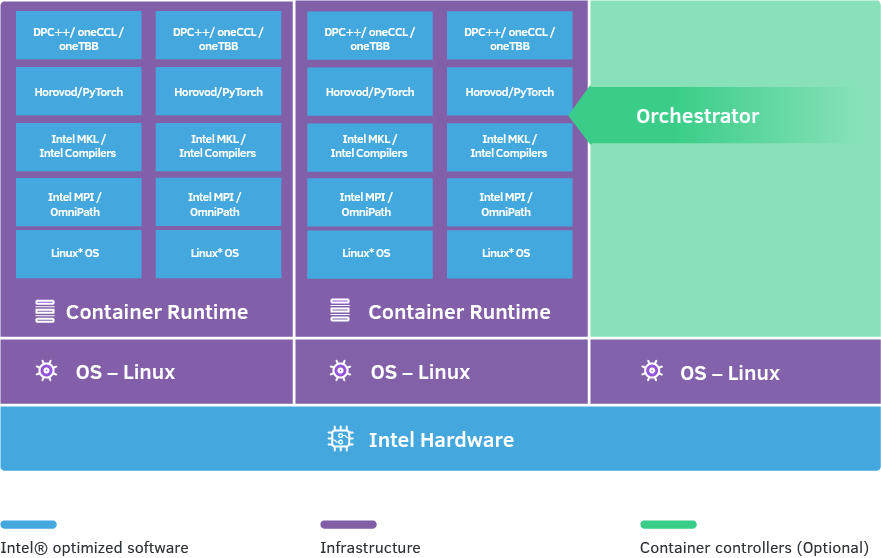 DPC++/ oneCCL /
oneTBB
DPC++/ oneCCL /
oneTBB
DPC++/ oneCCL /
oneTBB
DPC++/ oneCCL /
oneTBB
Horovod/PyTorch
Horovod/PyTorch
Horovod/PyTorch
Horovod/PyTorch
Orchestrator
Intel MKL /
Intel Compilers
Intel MKL /
Intel Compilers
Intel MKL /
Intel Compilers
Intel MKL /
Intel Compilers
Intel MPI /
OmniPath
Intel MPI /
OmniPath
Intel MPI /
OmniPath
Intel MPI /
OmniPath
Linux* OS
Linux* OS
Linux* OS
Linux* OS
Container Runtime
Container Runtime
OS – Linux
OS – Linux
OS – Linux
Intel Hardware
Intel® optimized software
Infrastructure
Container controllers (Optional)